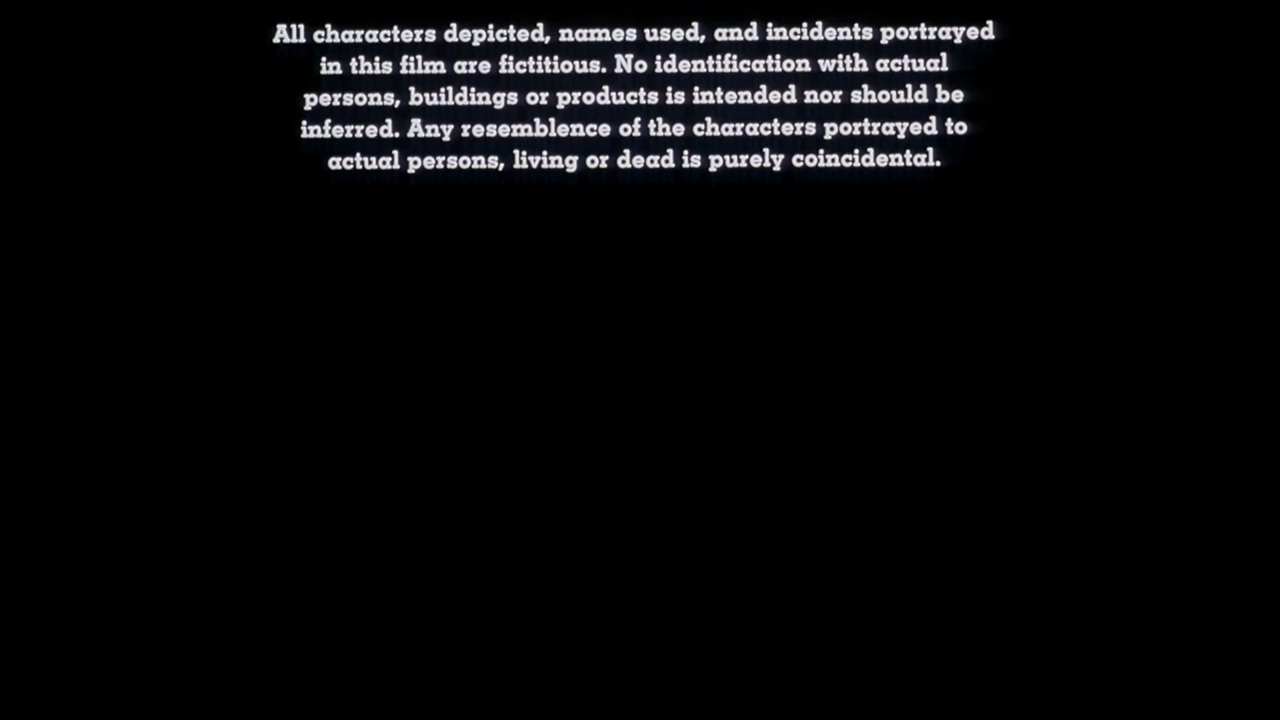 All characters depicted, names used, and incidents portrayed
in this film are fictitious. No identification with actual
persons, buildings or products is intended nor should be
inferred. Any resemblence of the characters portrayed to
actual persons, living or dead is purely coincidental.